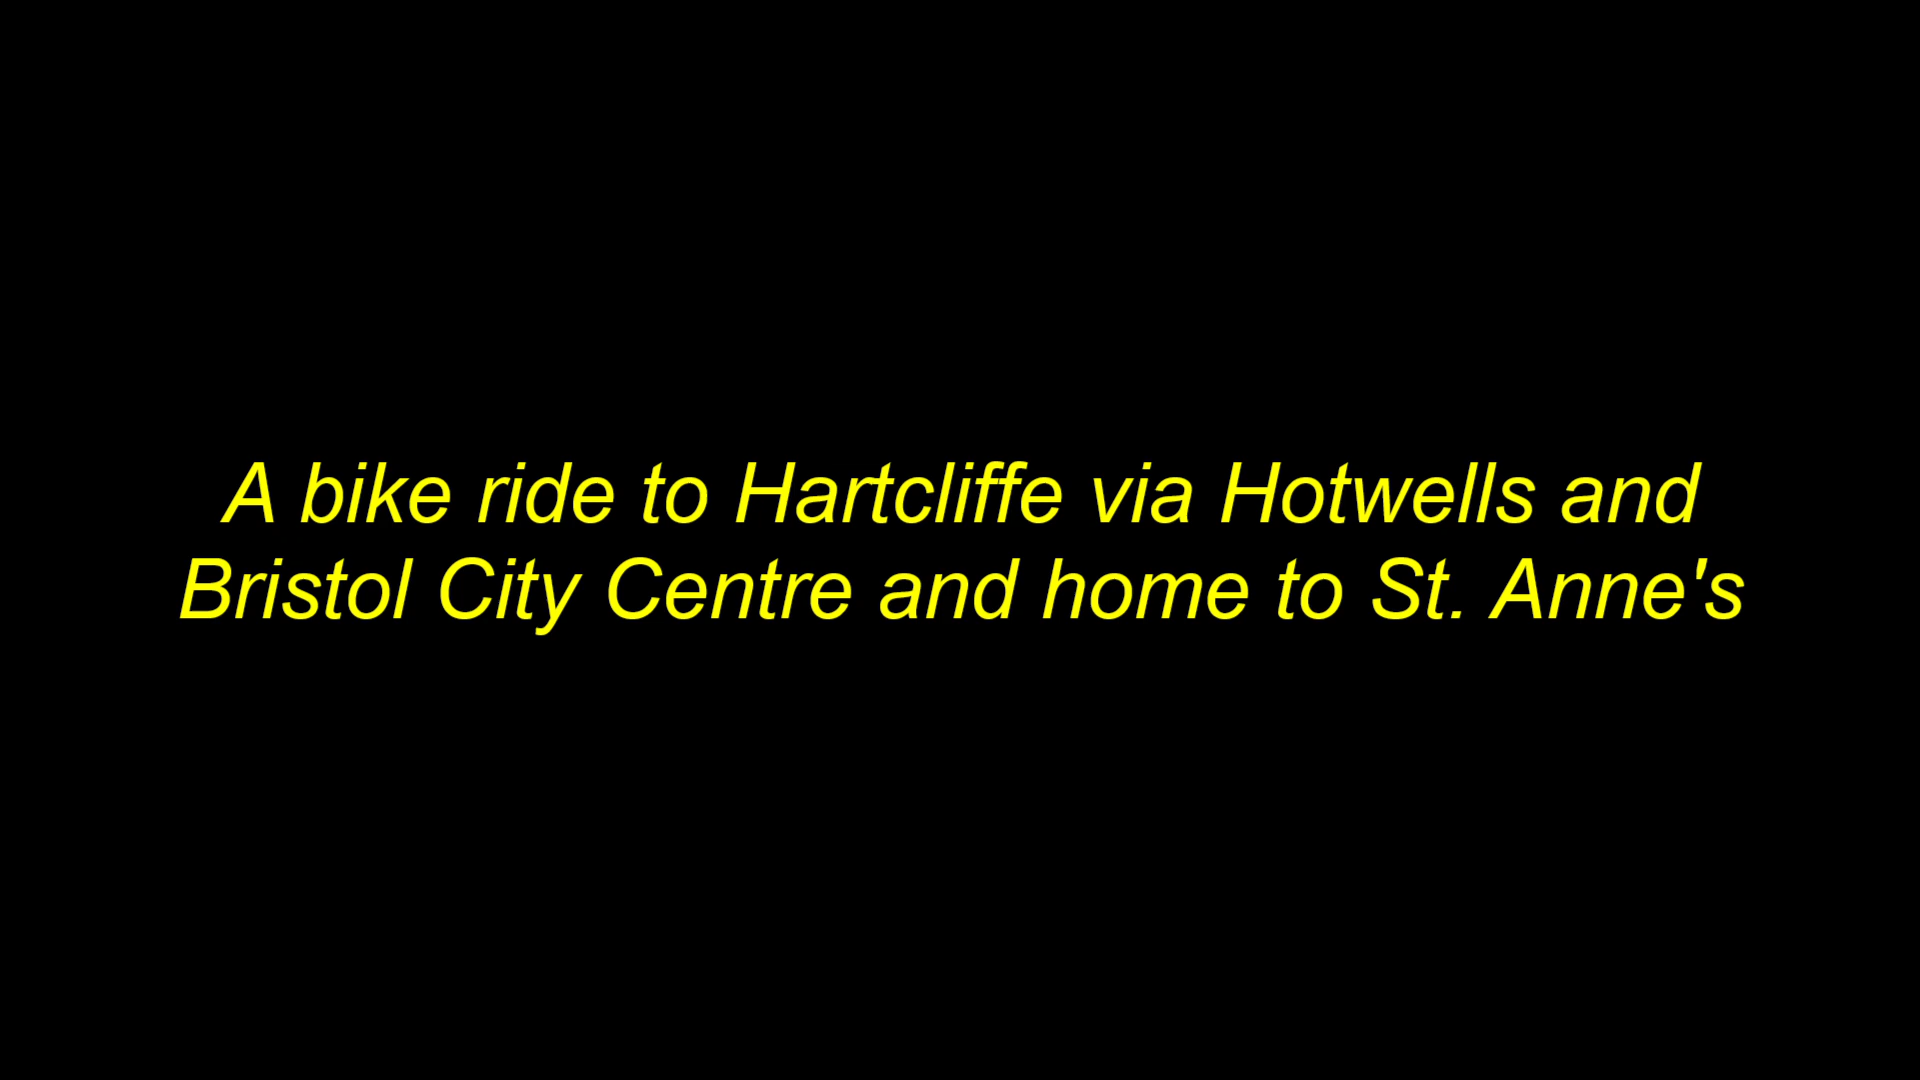 A bike ride to Hartcliffe via Hotwells and
Bristol City Centre and home to St. Anne's